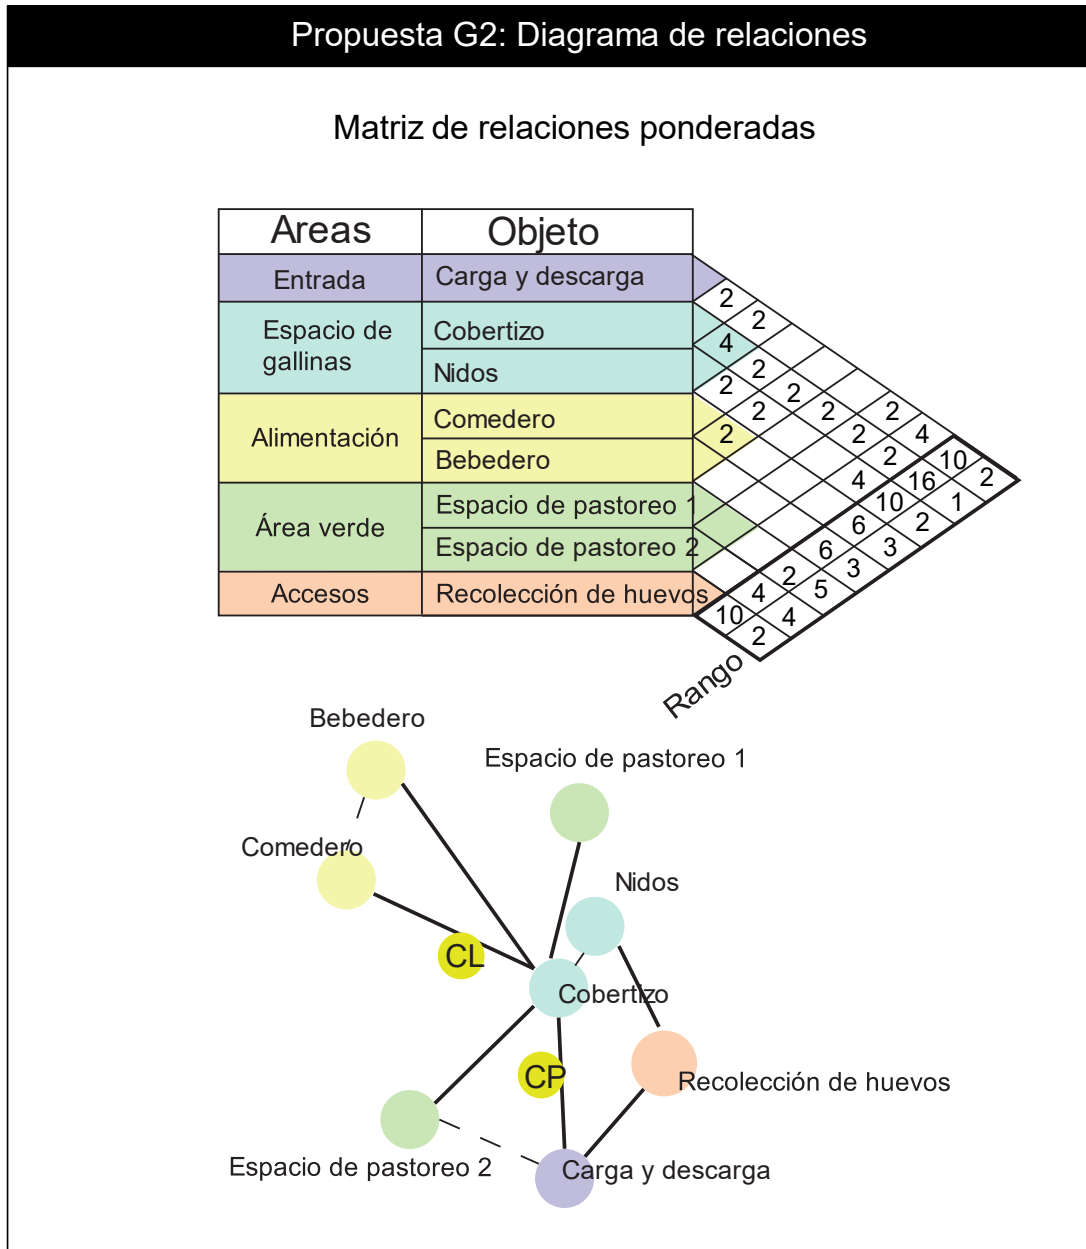 Propuesta G2: Diagrama de relaciones
Matriz de relaciones ponderadas
Areas Objeto
Entrada Carga y descarga
Espacio de gallinas Cobertizo
Nidos
Alimentación Comedero
Bebedero
Área verde Espacio de pastoreo 1
Espacio de pastoreo 2
Accesos Recolección de huevos
2
2
4
2
2 2
2 2 2
2 2 4
2 10
4 16 2
10 1
6 2
6 3
2 3
4 5
10 4
2
Rango
Bebedero
Espacio de pastoreo 1
Comedero
Nidos
CL
Cobertizo
CP
Recolección de huevos
Espacio de pastoreo 2
Carga y descarga